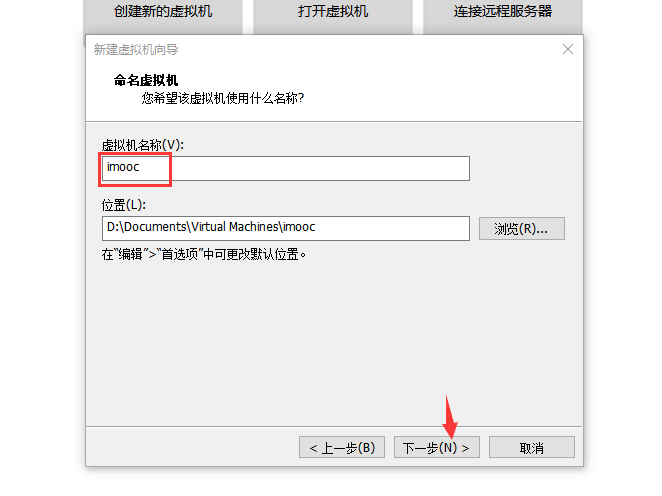 创建新的虚拟机 打开虚拟机 连接远程服务器
新建虚拟机向导
命名虚拟机
您希望该虚拟机使用什么名称?
虚拟机名称(V):
imooc
位置(L):
D:\Documents\Virtual Machines\imooc 浏览(R)...
在“编辑”>“首选项”中可更改默认位置。
< 上一步(B) 下一步(N) > 取消